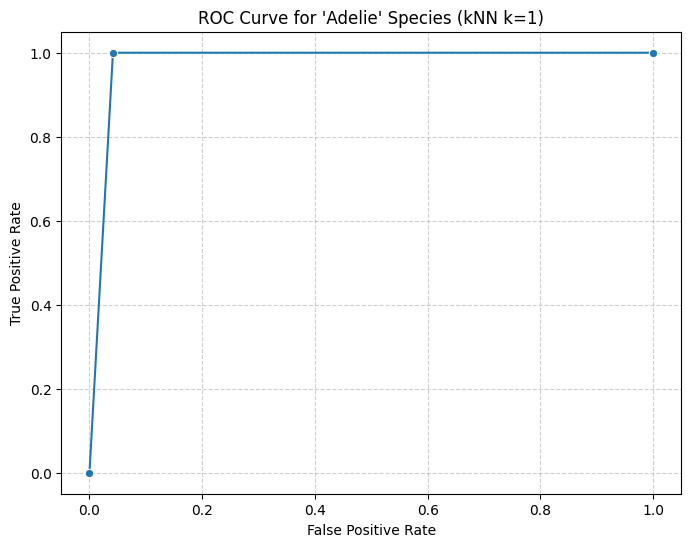 ROC Curve for 'Adelie' Species (kNN k=1)
True Positive Rate
1.0
0.8
0.6
0.4
0.2
0.0
0.0 0.2 0.4 0.6 0.8 1.0
False Positive Rate